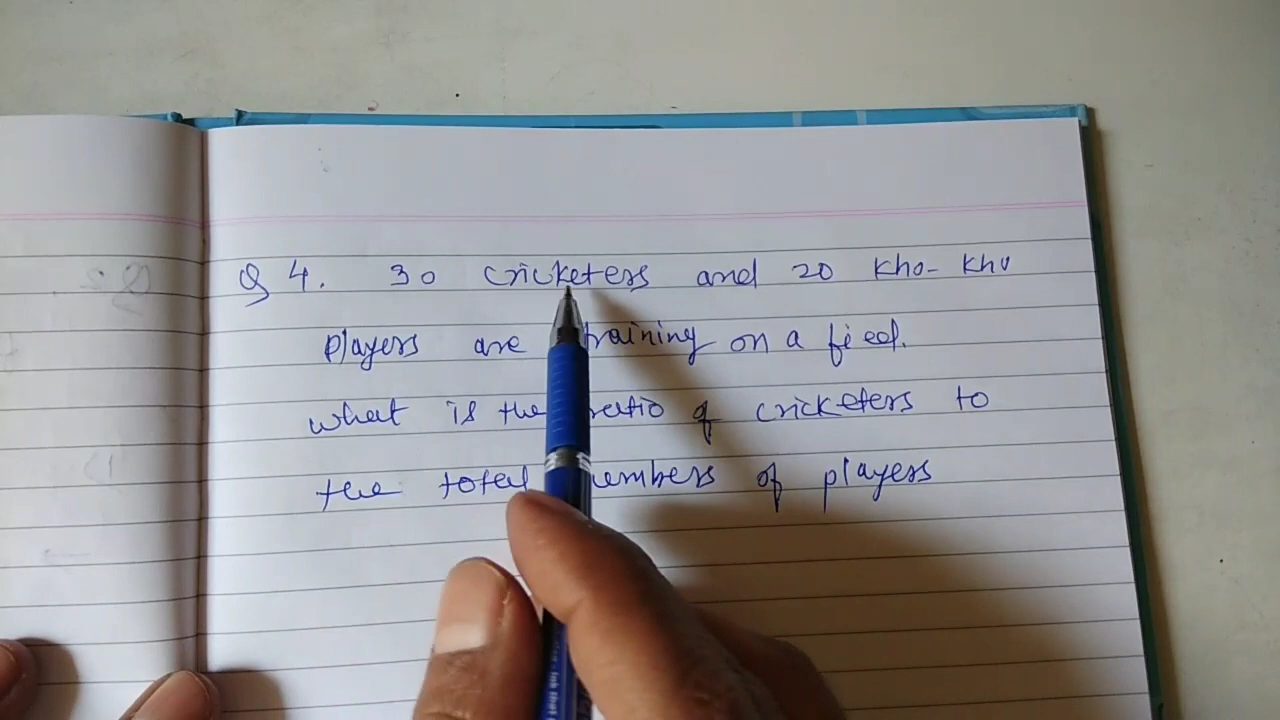 Q 4. 30 cricketers and 20 kho-kho
players are training on a fied.
what is the ratio of cricketers to
the total numbers of players